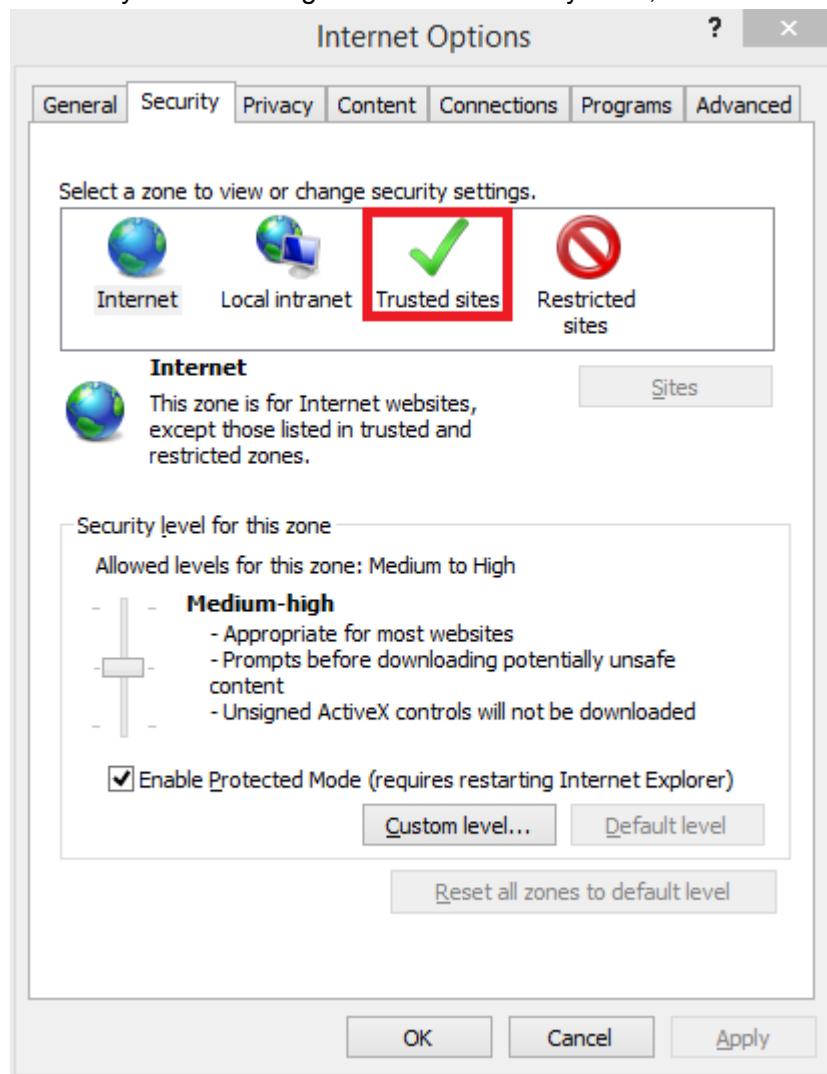 Internet Options
?
×
General Security Privacy Content Connections Programs Advanced
Select a zone to view or change security settings.
Internet Local intranet Trusted sites Restricted
sites
Internet
Sites
This zone is for Internet websites,
except those listed in trusted and
restricted zones.
Security level for this zone
Allowed levels for this zone: Medium to High
Medium-high
- Appropriate for most websites
- Prompts before downloading potentially unsafe
content
- Unsigned ActiveX controls will not be downloaded
Enable Protected Mode (requires restarting Internet Explorer)
Custom level... Default level
Reset all zones to default level
OK Cancel Apply